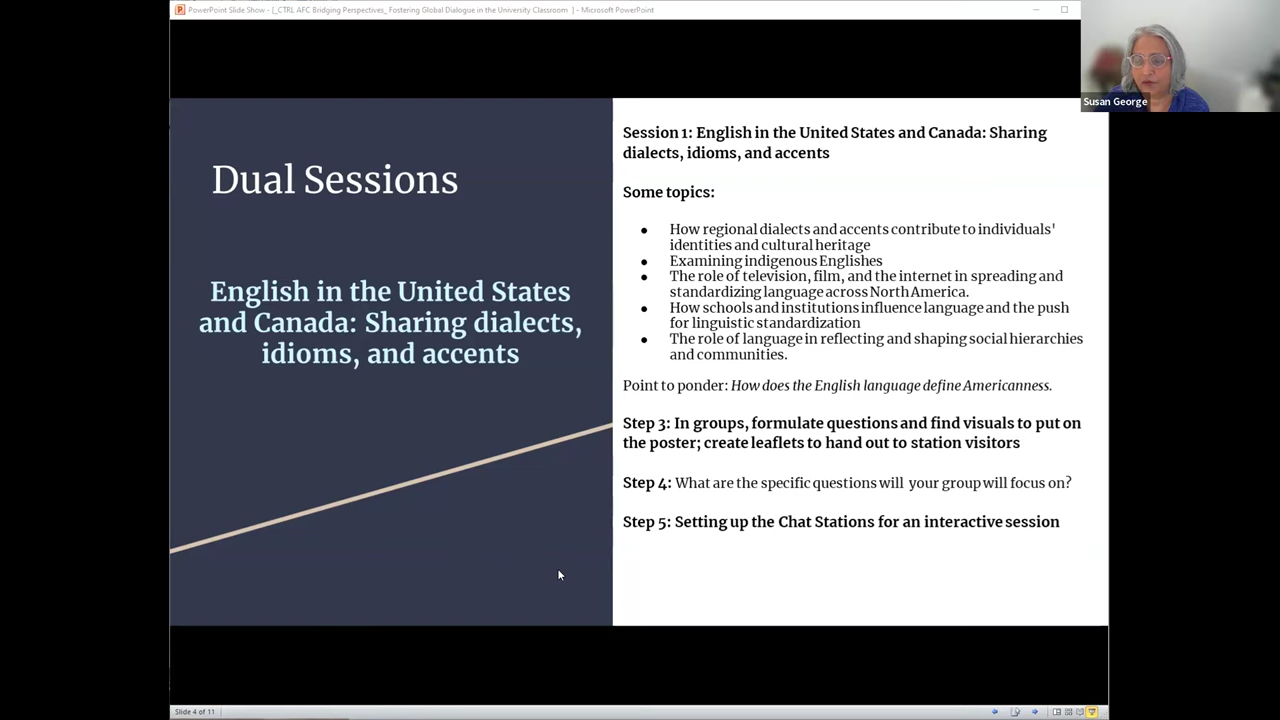 PowerPoint Slide Show - [_CTRL AFC Bridging Perspectives_ Fostering Global Dialogue in the University Classroom  ] - Microsoft PowerPoint
Susan George
Dual Sessions
English in the United States
and Canada: Sharing dialects,
idioms, and accents
Session 1: English in the United States and Canada: Sharing
dialects, idioms, and accents
Some topics:
● How regional dialects and accents contribute to individuals'
identities and cultural heritage
● Examining indigenous Englishes
● The role of television, film, and the internet in spreading and
standardizing language across North America.
● How schools and institutions influence language and the push
for linguistic standardization
● The role of language in reflecting and shaping social hierarchies
and communities.
Point to ponder: How does the English language define Americanness.
Step 3: In groups, formulate questions and find visuals to put on
the poster; create leaflets to hand out to station visitors
Step 4: What are the specific questions will  your group will focus on?
Step 5: Setting up the Chat Stations for an interactive session
Slide 4 of 11